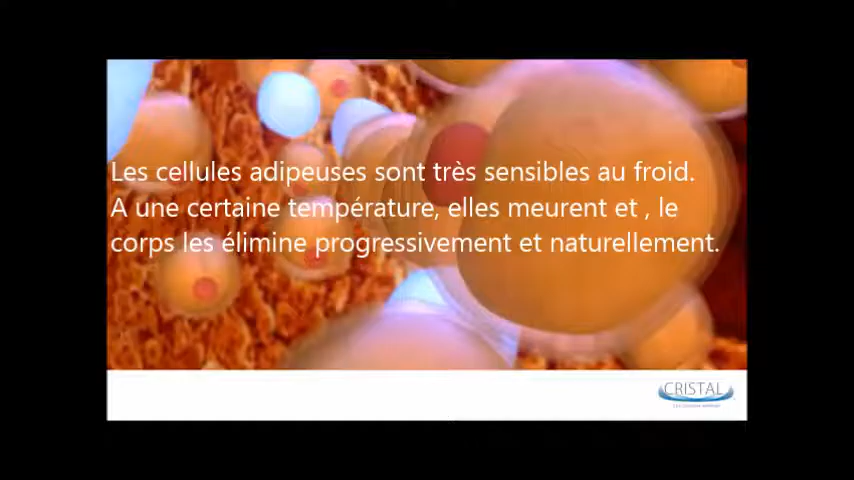 Les cellules adipeuses sont très sensibles au froid.
A une certaine température, elles meurent et , le
corps les élimine progressivement et naturellement.
CRISTAL